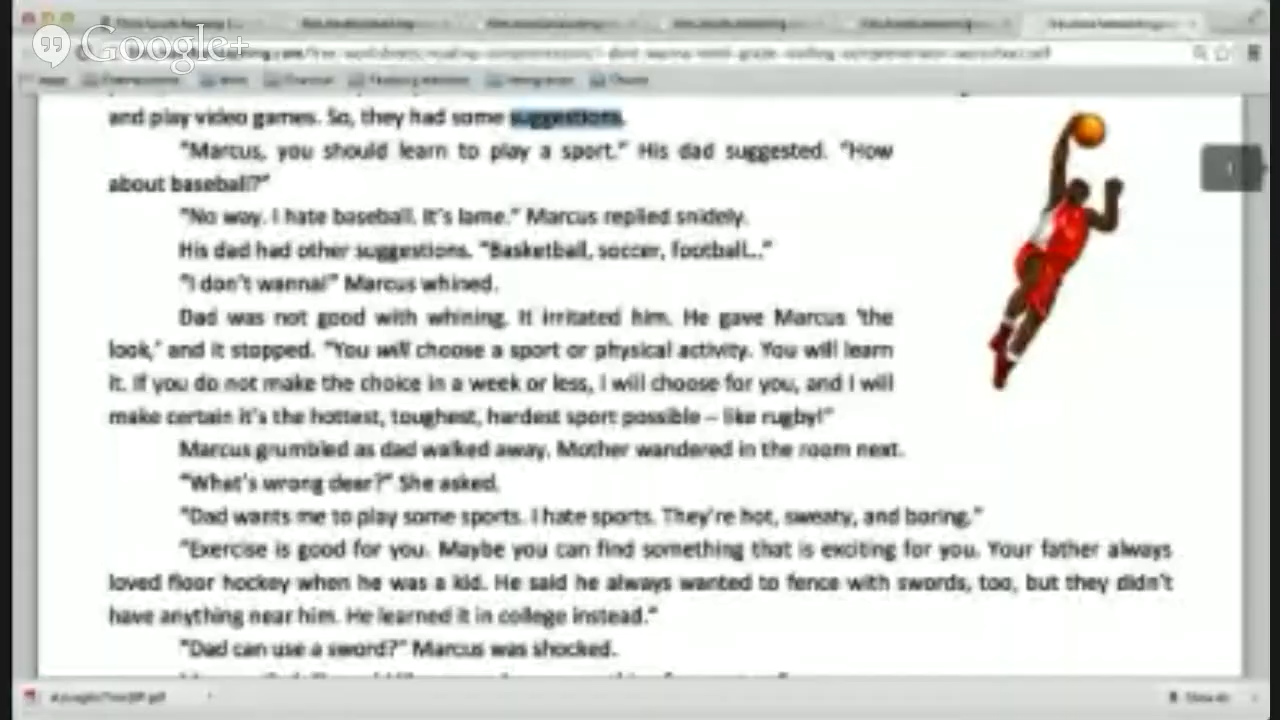 Google+
and play video games. So, they had some suggestions.
"Marcus, you should learn to play a sport." His dad suggested. "How
about baseball?"
"No way. I hate baseball. It's lame." Marcus replied snidely.
His dad had other suggestions. "Basketball, soccer, football..."
"I don't wanna!" Marcus whined.
Dad was not good with whining. It irritated him. He gave Marcus 'the
look,' and it stopped. "You will choose a sport or physical activity. You will learn
it. If you do not make the choice in a week or less, I will choose for you, and I will
make certain it's the hottest, toughest, hardest sport possible – like rugby!"
Marcus grumbled as dad walked away. Mother wandered in the room next.
"What's wrong dear?" She asked.
"Dad wants me to play some sports. I hate sports. They're hot, sweaty, and boring."
"Exercise is good for you. Maybe you can find something that is exciting for you. Your father always
loved floor hockey when he was a kid. He said he always wanted to fence with swords, too, but they didn't
have anything near him. He learned it in college instead."
"Dad can use a sword?" Marcus was shocked.